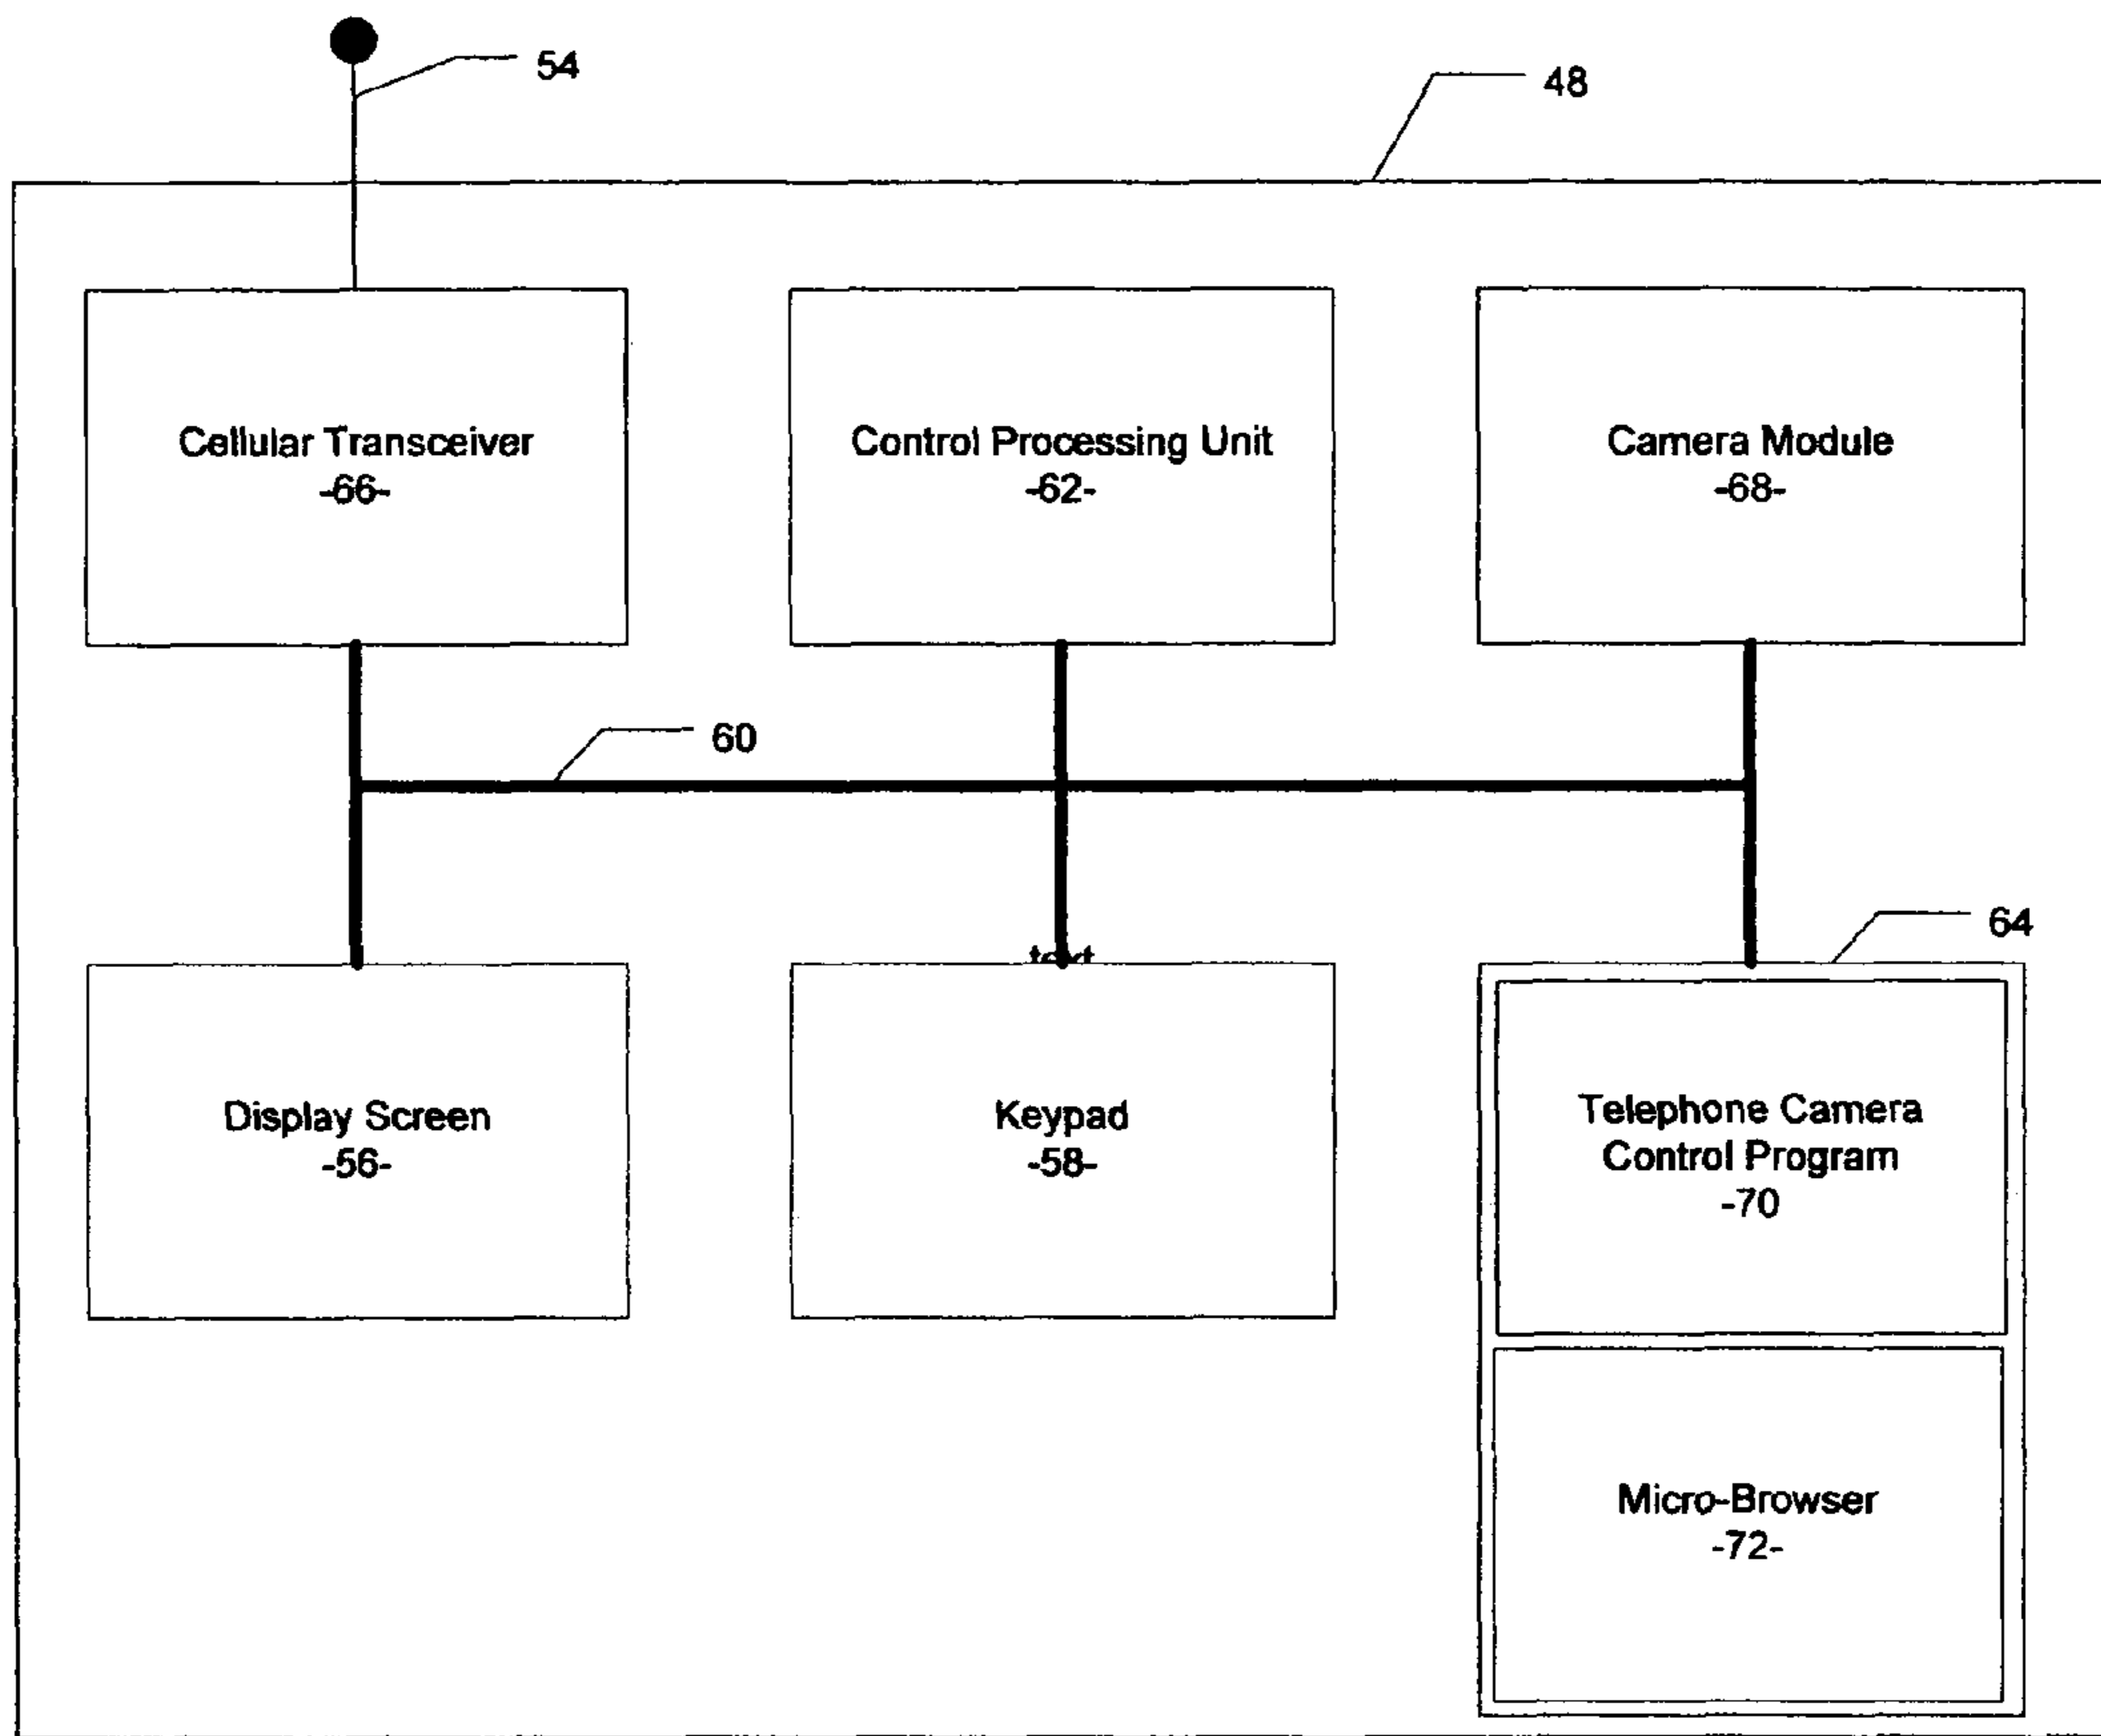 54
48
Cellular Transceiver
-66-
Control Processing Unit
-62-
Camera Module
-68-
60
text
64
Display Screen
-56-
Keypad
-58-
Telephone Camera
Control Program
-70
Micro-Browser
-72-